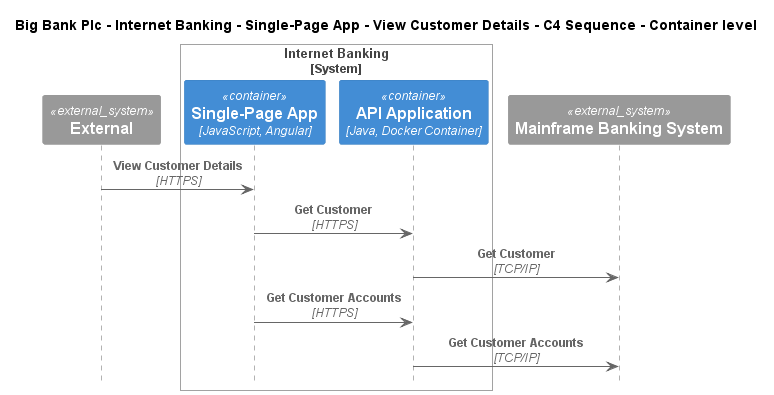 Big Bank Plc - Internet Banking - Single-Page App - View Customer Details - C4 Sequence - Container level
Internet Banking
[System]
«external_system»
External
«container»
Single-Page App
[JavaScript, Angular]
«container»
API Application
[Java, Docker Container]
«external_system»
Mainframe Banking System
View Customer Details
[HTTPS]
Get Customer
[HTTPS]
Get Customer
[TCP/IP]
Get Customer Accounts
[HTTPS]
Get Customer Accounts
[TCP/IP]